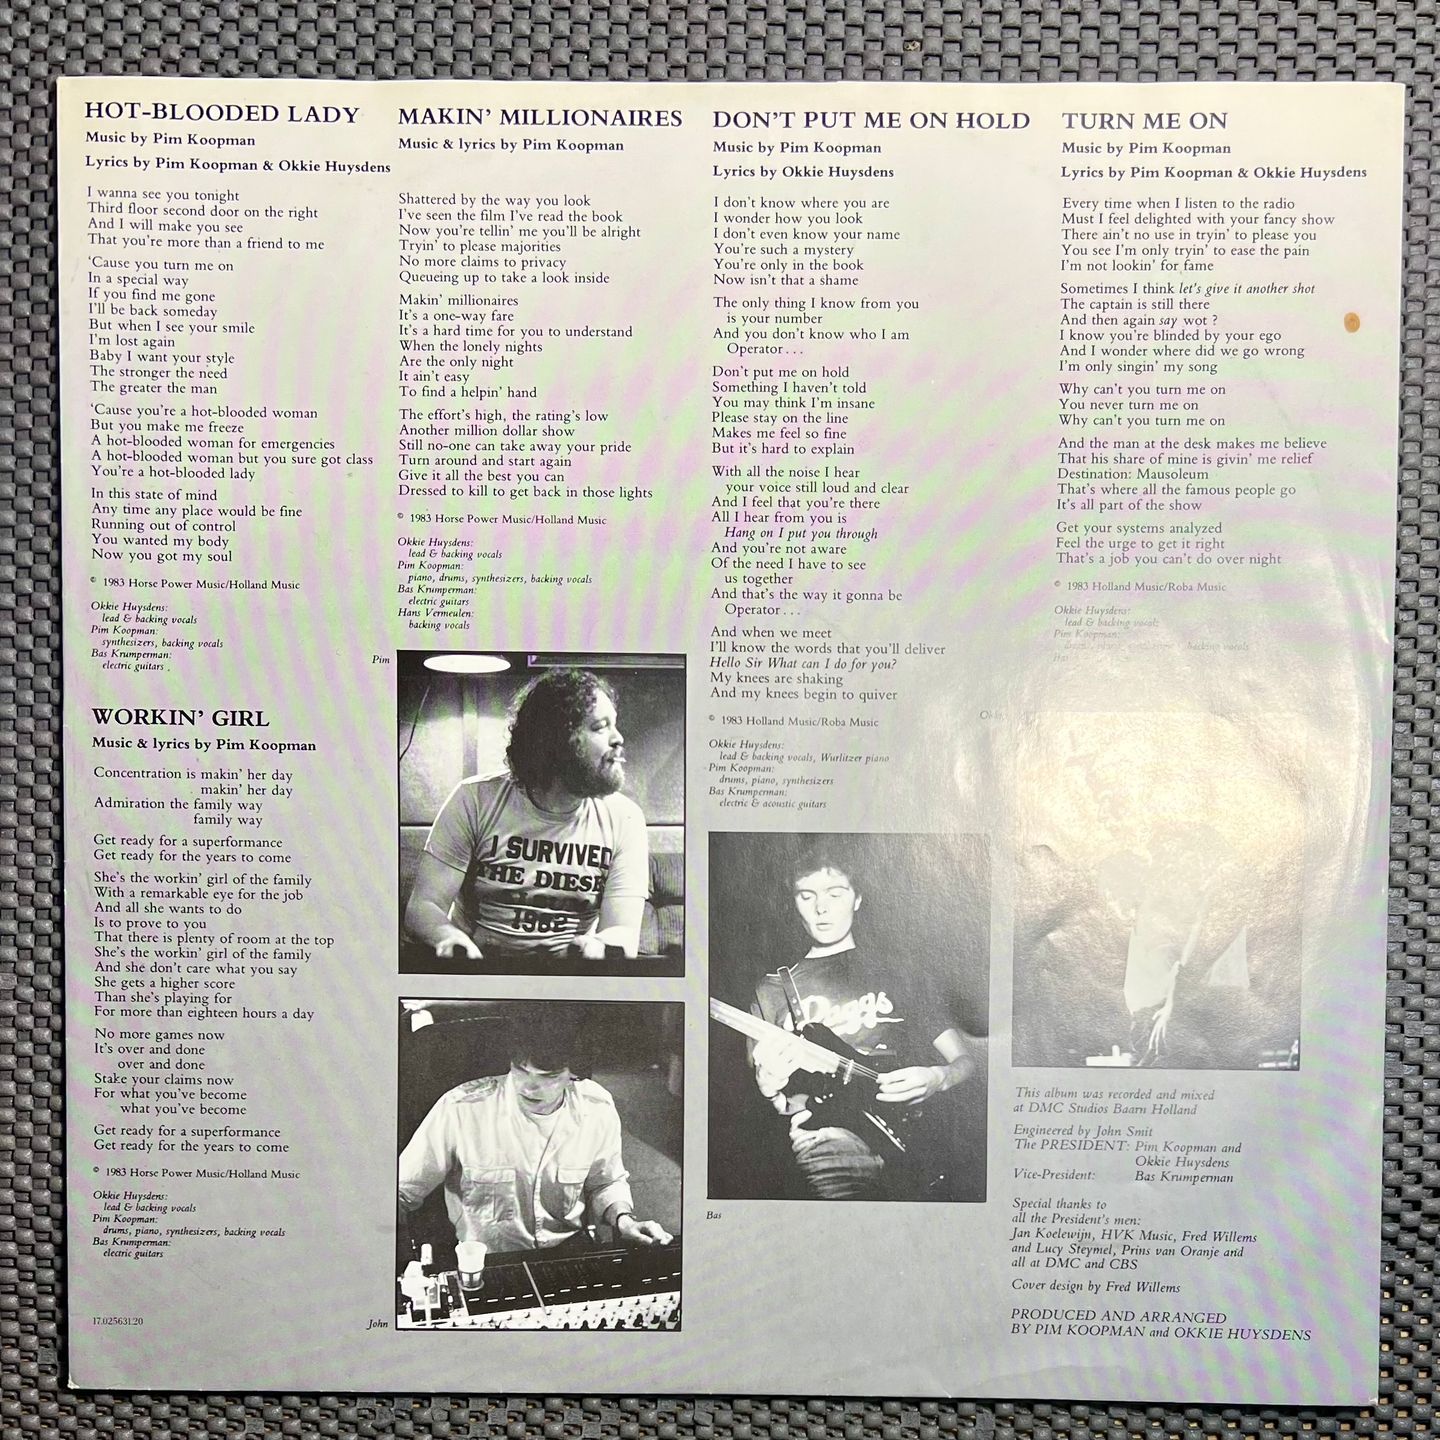 HOT-BLOODED LADY
Music by Pim Koopman
Lyrics by Pim Koopman & Okkie Huysdens
I wanna see you tonight
Third floor second door on the right
And I will make you see
That you're more than a friend to me
'Cause you turn me on
In a special way
If you find me gone
I'll be back someday
But when I see your smile
I'm lost again
Baby I want your style
The stronger the need
The greater the man
'Cause you're a hot-blooded woman
But you make me freeze
A hot-blooded woman for emergencies
A hot-blooded woman but you sure got class
You're a hot-blooded lady
In this state of mind
Any time any place would be fine
Running out of control
You wanted my body
Now you got my soul
© 1983 Horse Power Music/Holland Music
Okkie Huysdens:
lead & backing vocals
Pim Koopman:
synthesizers, backing vocals
Bas Krumperman:
electric guitars .
WORKIN' GIRL
Music & lyrics by Pim Koopman
Concentration is makin' her day
makin' her day
Admiration the family way
family way
Get ready for a superformance
Get ready for the years to come
She's the workin' girl of the family
With a remarkable eye for the job
And all she wants to do
Is to prove to you
That there is plenty of room at the top
She's the workin' girl of the family
And she don't care what you say
She gets a higher score
Than she's playing for
For more than eighteen hours a day
No more games now
It's over and done
over and done
Stake your claims now
For what you've become
what you've become
Get ready for a superformance
Get ready for the years to come
© 1983 Horse Power Music/Holland Music
Okkie Huysdens:
lead & backing vocals
Pim Koopman:
drums, piano, synthesizers, backing vocals
Bas Krumperman:
electric guitars
17.02563120
MAKIN' MILLIONAIRES
Music & lyrics by Pim Koopman
Shattered by the way you look
I've seen the film I've read the book
Now you're tellin' me you'll be alright
Tryin' to please majorities
No more claims to privacy
Queueing up to take a look inside
Makin' millionaires
It's a one-way fare
It's a hard time for you to understand
When the lonely nights
Are the only night
It ain't easy
To find a helpin' hand
The effort's high, the rating's low
Another million dollar show
Still no-one can take away your pride
Turn around and start again
Give it all the best you can
Dressed to kill to get back in those lights
© 1983 Horse Power Music/Holland Music
Okkie Huysdens:
lead & backing vocals
Pim Koopman:
piano, drums, synthesizers, backing vocals
Bas Krumperman:
electric guitars
Hans Vermeulen:
backing vocals
Pim
I SURVIVED
THE DIESE
1982
John
DON'T PUT ME ON HOLD
Music by Pim Koopman
Lyrics by Okkie Huysdens
I don't know where you are
I wonder how you look
I don't even know your name
You're such a mystery
You're only in the book
Now isn't that a shame
The only thing I know from you
is your number
And you don't know who I am
Operator...
Don't put me on hold
Something I haven't told
You may think I'm insane
Please stay on the line
Makes me feel so fine
But it's hard to explain
With all the noise I hear
your voice still loud and clear
And I feel that you're there
All I hear from you is
Hang on I put you through
And you're not aware
Of the need I have to see
us together
And that's the way it gonna be
Operator...
And when we meet
I'll know the words that you'll deliver
Hello Sir What can I do for you?
My knees are shaking
And my knees begin to quiver
© 1983 Holland Music/Roba Music
Okkie Huysdens:
lead & backing vocals, Wurlitzer piano
Pim Koopman:
drums, piano, synthesizers
Bas Krumperman:
electric & acoustic guitars
Doggs
Bas
TURN ME ON
Music by Pim Koopman
Lyrics by Pim Koopman & Okkie Huysdens
Every time when I listen to the radio
Must I feel delighted with your fancy show
There ain't no use in tryin' to please you
You see I'm only tryin' to ease the pain
I'm not lookin' for fame
Sometimes I think let's give it another shot
The captain is still there
And then again say wot ?
I know you're blinded by your ego
And I wonder where did we go wrong
I'm only singin' my song
Why can't you turn me on
You never turn me on
Why can't you turn me on
And the man at the desk makes me believe
That his share of mine is givin' me relief
Destination: Mausoleum
That's where all the famous people go
It's all part of the show
Get your systems analyzed
Feel the urge to get it right
That's a job you can't do over night
© 1983 Holland Music/Roba Music
Okkie Huysdens:
lead & backing vocals
Pim Koopman:
backing vocals
Bas
This album was recorded and mixed
at DMC Studios Baarn Holland
Engineered by John Smit
The PRESIDENT: Pim Koopman and
Okkie Huysdens
Vice-President: Bas Krumperman
Special thanks to
all the President's men:
Jan Koelewijn, HVK Music, Fred Willems
and Lucy Steymel, Prins van Oranje and
all at DMC and CBS
Cover design by Fred Willems
PRODUCED AND ARRANGED
BY PIM KOOPMAN and OKKIE HUYSDENS